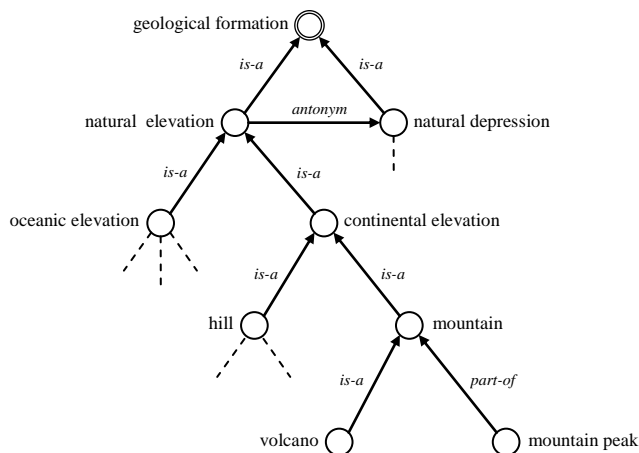 geological formation
is-a
is-a
natural elevation
antonym
natural depression
is-a
is-a
oceanic elevation
continental elevation
is-a
is-a
hill
mountain
is-a
part-of
volcano
mountain peak